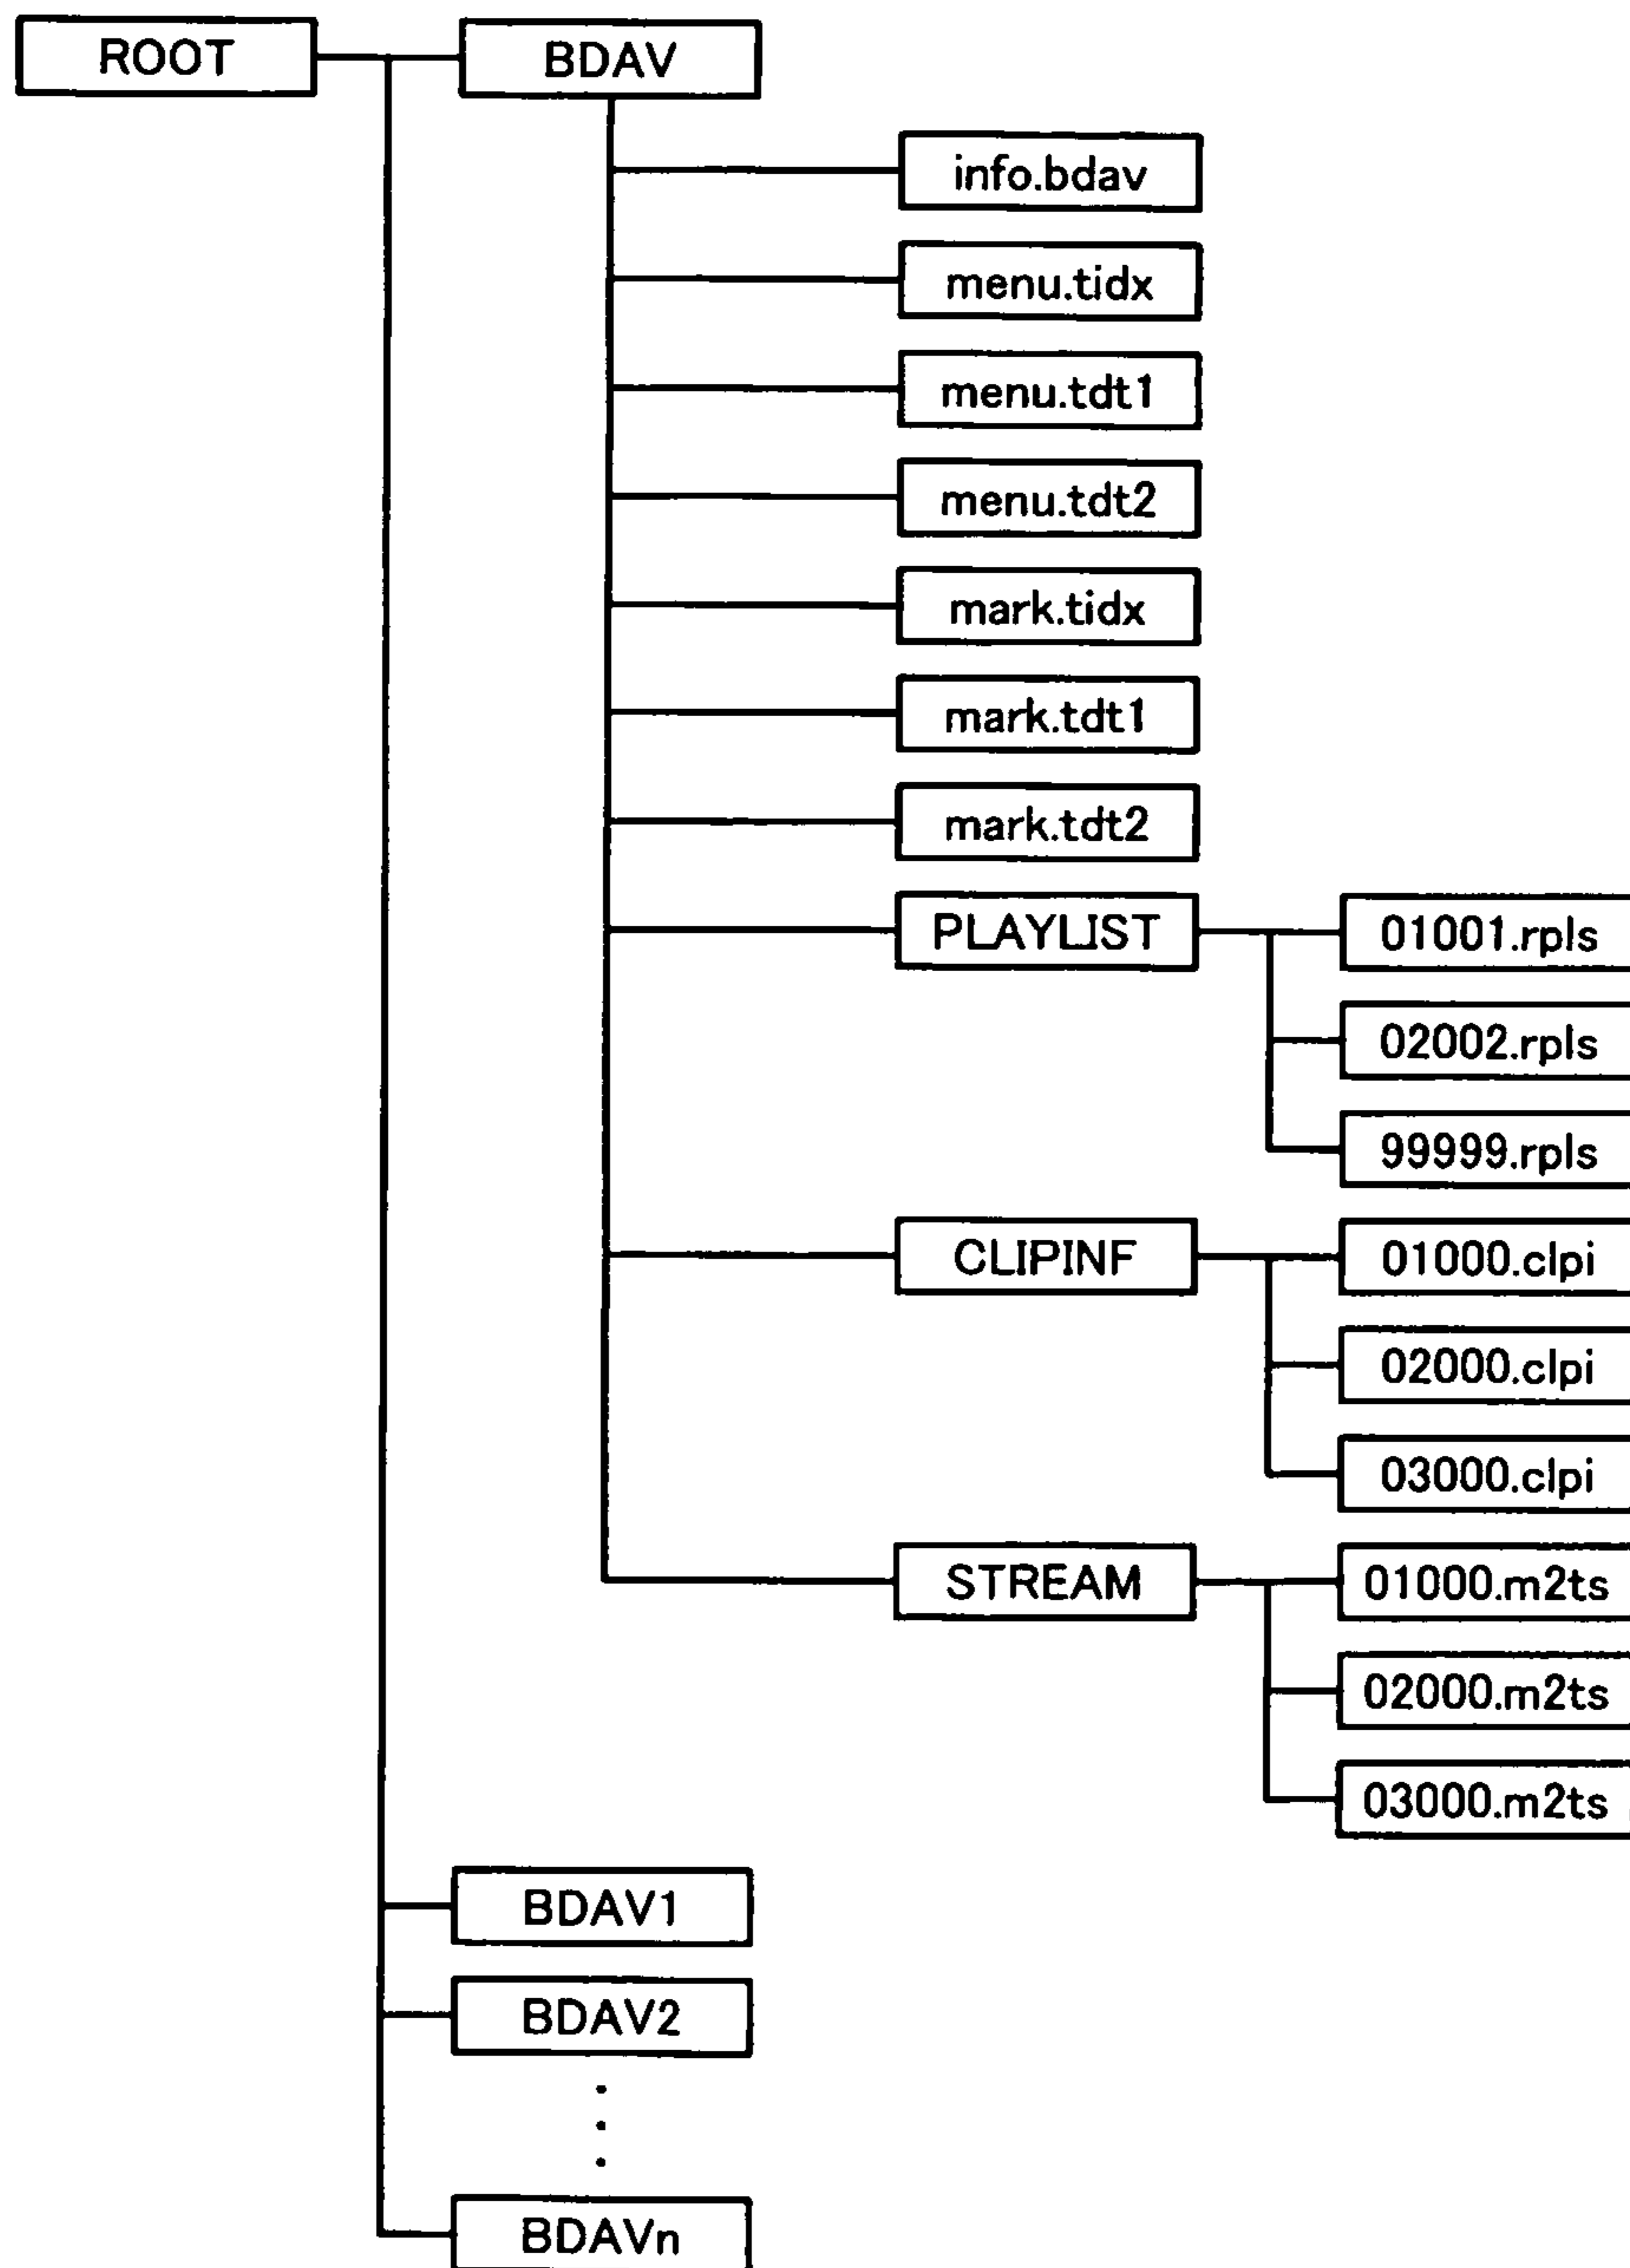 ROOT
BDAV
info.bdav
menu.tidx
menu.tdt1
menu.tdt2
mark.tidx
mark.tdt1
mark.tdt2
PLAYLIST
01001.rpls
02002.rpls
99999.rpls
CLIPINF
01000.clpi
02000.clpi
03000.clpi
STREAM
01000.m2ts
02000.m2ts
03000.m2ts
BDAV1
BDAV2
BDAVn